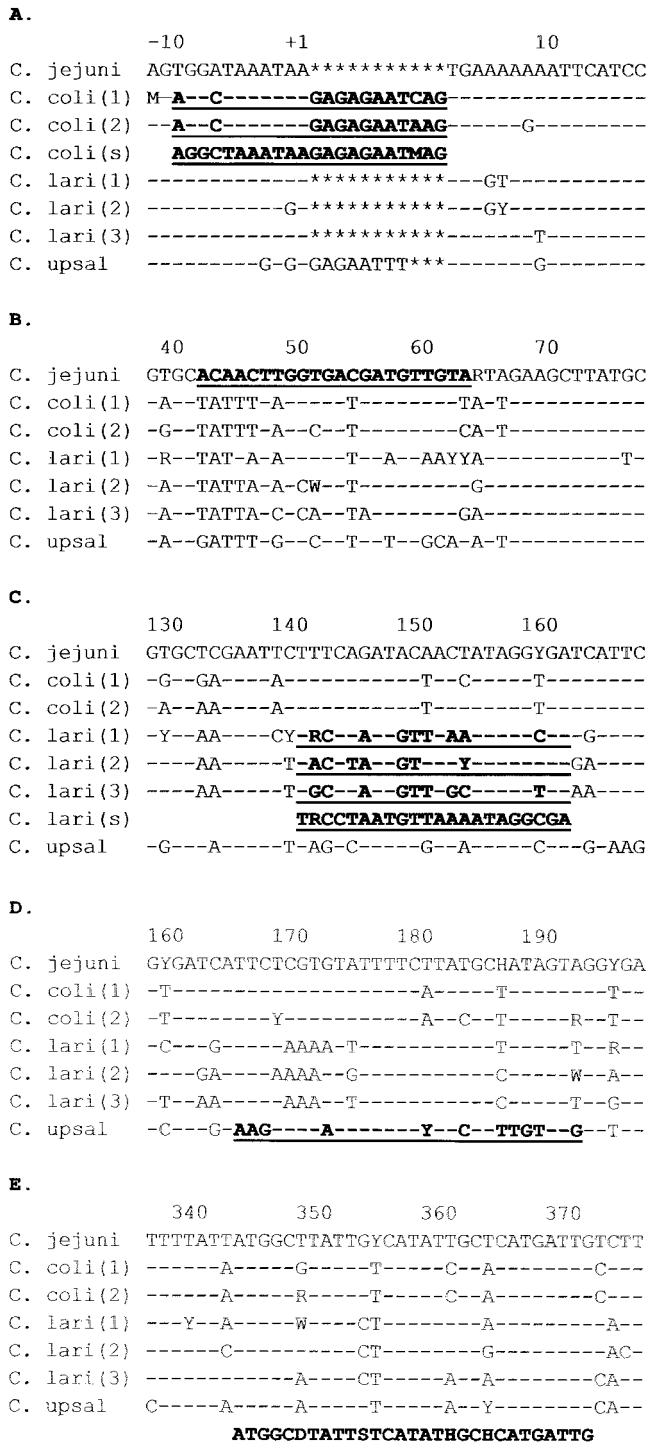 A.
-10 +1 10
C. jejuni AGTGGATAAATAA***********TGAAAAAAATTCATCC
C. coli(1) M-A--C-------GAGAGAATCAG----------------
C. coli(2) --A--C-------GAGAGAATAAG------G---------
C. coli(s) AGGCTAAATAAGAGAGAATMAG
C. lari(1) -------------***********---GT-----------
C. lari(2) -----------G-***********---GY-----------
C. lari(3) -------------***********-------T--------
C. upsal ---------G-G-GAGAATTT***-------G--------
B.
40 50 60 70
C. jejuni GTGCACAACTTGGTGACGATGTTGTARTAGAAGCTTATGC
C. coli(1) -A--TATTT-A-----T--------TA-T-----------
C. coli(2) -G--TATTT-A--C--T--------CA-T-----------
C. lari(1) -R--TAT-A-A-----T--A--AAYYA-----------T-
C. lari(2) -A--TATTA-A-CW--T---------G-------------
C. lari(3) -A--TATTA-C-CA--TA-------GA-------------
C. upsal -A--GATTT-G--C--T--T--GCA-A-T-----------
C.
130 140 150 160
C. jejuni GTGCTCGAATTCTTTCAGATACAACTATAGGYGATCATTC
C. coli(1) -G--GA----A-----------T--C-----T--------
C. coli(2) -A--AA----A-----------T--------T--------
C. lari(1) -Y--AA----CY-RC--A--GTT-AA-----C---G----
C. lari(2) ----AA-----T-AC-TA--GT---Y--------GA----
C. lari(3) ----AA-----T-GC--A--GTT-GC-----T--AA----
C. lari(s) TRCCTAATGTTAAAATAGGCGA
C. upsal -G---A-----T-AG-C-----G--A-----C---G-AAG
D.
160 170 180 190
C. jejuni GYGATCATTCTCGTGTATTTTCTTATGCHATAGTAGGYGA
C. coli(1) -T--------------------A-----T--------T--
C. coli(2) -T--------Y-----------A--C--T-----R--T--
C. lari(1) -C---G-----AAAA-T-----------T-----T--R--
C. lari(2) ----GA-----AAAA-G-----------C-----W--A--
C. lari(3) -T--AA-----AAA--T-----------C-----T--G--
C. upsal -C---G-AAG----A-------Y--C--TTGT--G--T--
E.
340 350 360 370
C. jejuni TTTTATTATGGCTTATTGYCATATTGCTCATGATTGTCTT
C. coli(1) ------A-----G-----T-----C--A--------C---
C. coli(2) ------A-----R-----T-----C--A--------C---
C. lari(1) ---Y--A-----W----CT--------A---------A--
C. lari(2) ------C----------CT--------G---------AC-
C. lari(3) ------------A----CT-----A--A--------CA--
C. upsal C-----A-----A-----T-----A--Y--------CA--
ATGGCDTATTSTCATATHGCHCATGATTG